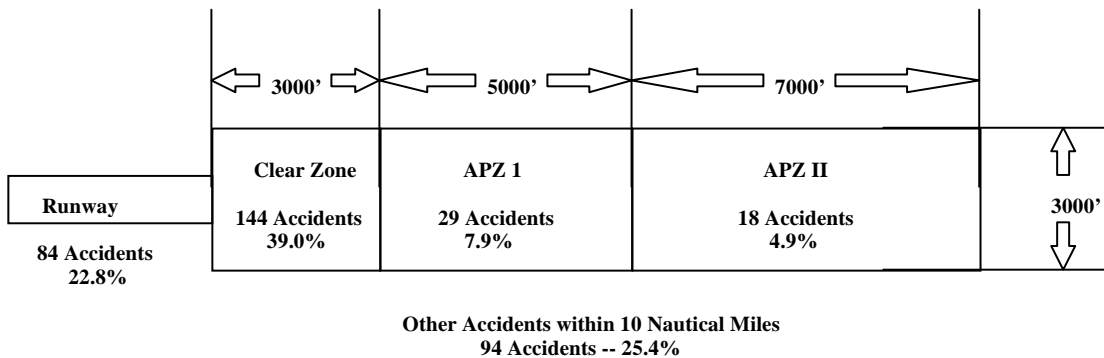 3000’
5000’
7000’
Clear Zone
APZ 1
APZ II
Runway
144 Accidents
39.0%
29 Accidents
7.9%
18 Accidents
4.9%
3000’
84 Accidents
22.8%
Other Accidents within 10 Nautical Miles
94 Accidents -- 25.4%